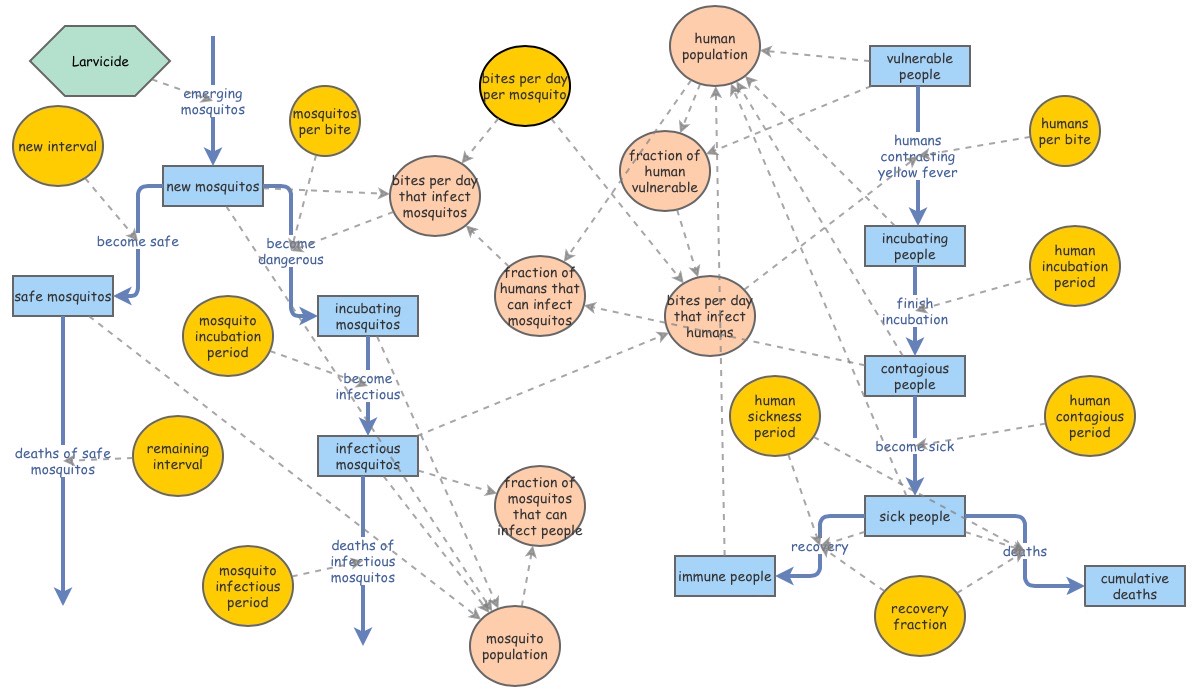 Larvicide
emerging
mosquitos
new interval
mosquitos
per bite
bites per day
per mosquito
human
population
vulnerable
people
humans
per bite
humans
contracting
yellow fever
fraction of
human
vulnerable
new mosquitos
bites per day
that infect
mosquitos
become safe
become
dangerous
incubating
people
human
incubation
period
safe mosquitos
fraction of
humans that
can infect
mosquitos
bites per day
that infect
humans
incubating
mosquitos
mosquito
incubation
period
finish
incubation
contagious
people
become
infectious
human
sickness
period
human
contagious
period
become sick
deaths of safe
mosquitos
remaining
interval
infectious
mosquitos
fraction of
mosquitos
that can
infect people
sick people
recovery
deaths
deaths of
infectious
mosquitos
mosquito
infectious
period
immune people
cumulative
deaths
recovery
fraction
mosquito
population